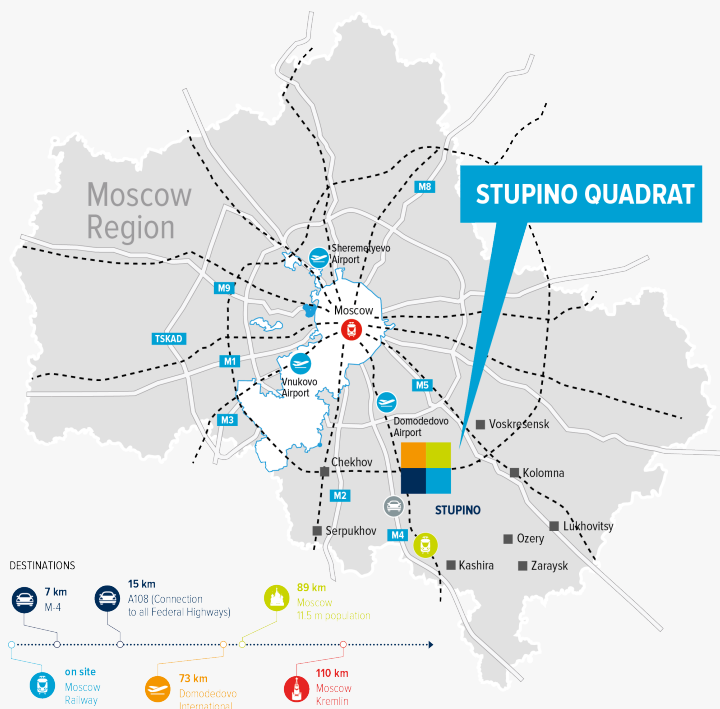 Moscow
Region
STUPINO QUADRAT
M8
Sheremetyevo
Airport
M9
Moscow
TSKAD
M1
Vnukovo
Airport
M5
M3
Domodedovo
Airport
Voskresensk
Chekhov
Kolomna
M2
STUPINO
Serpukhov
M4
Lukhovitsy
Ozery
Kashira
Zaraysk
DESTINATIONS
7 km
M-4
15 km
A108 (Connection
to all Federal Highways)
89 km
Moscow
11.5 m population
on site
Moscow
Railway
73 km
Domodedovo
International
110 km
Moscow
Kremlin